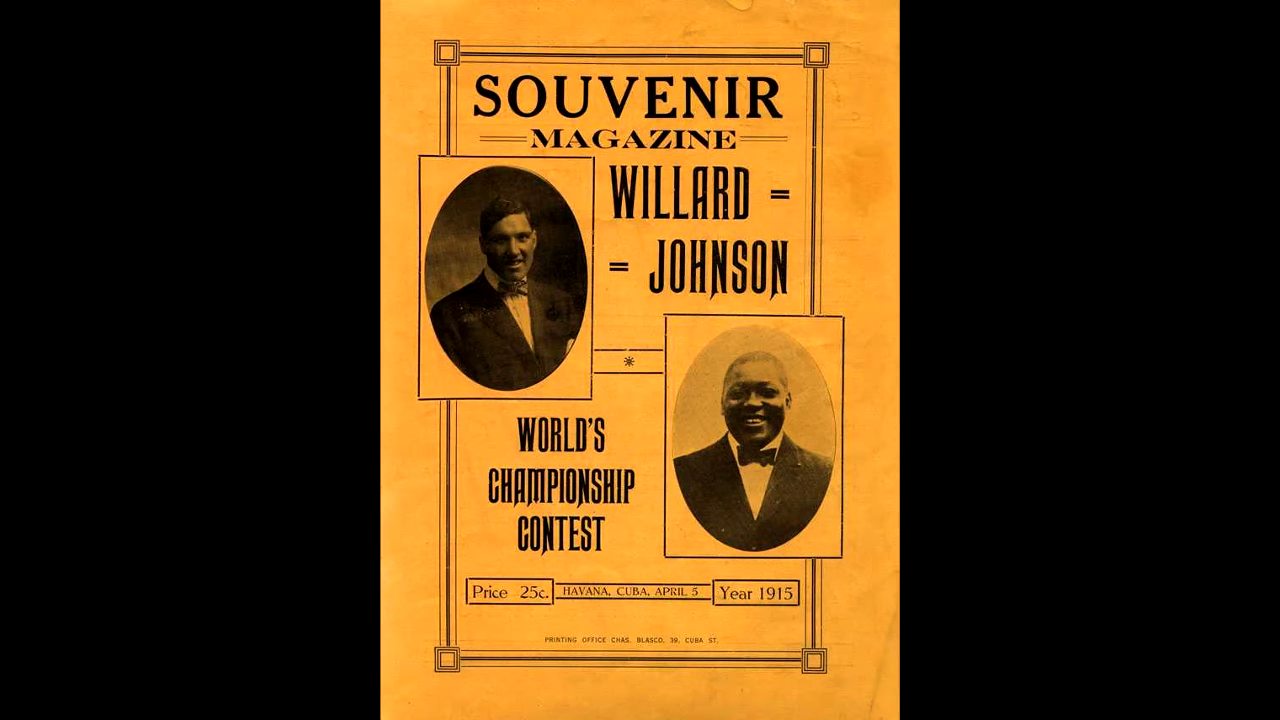 SOUVENIR
MAGAZINE
WILLARD =
= JOHNSON
WORLD'S
CHAMPIONSHIP
CONTEST
Price 25c. HAVANA, CUBA, APRIL 5 Year 1915
PRINTING OFFICE CHAS. BLASCO, 39, CUBA ST.